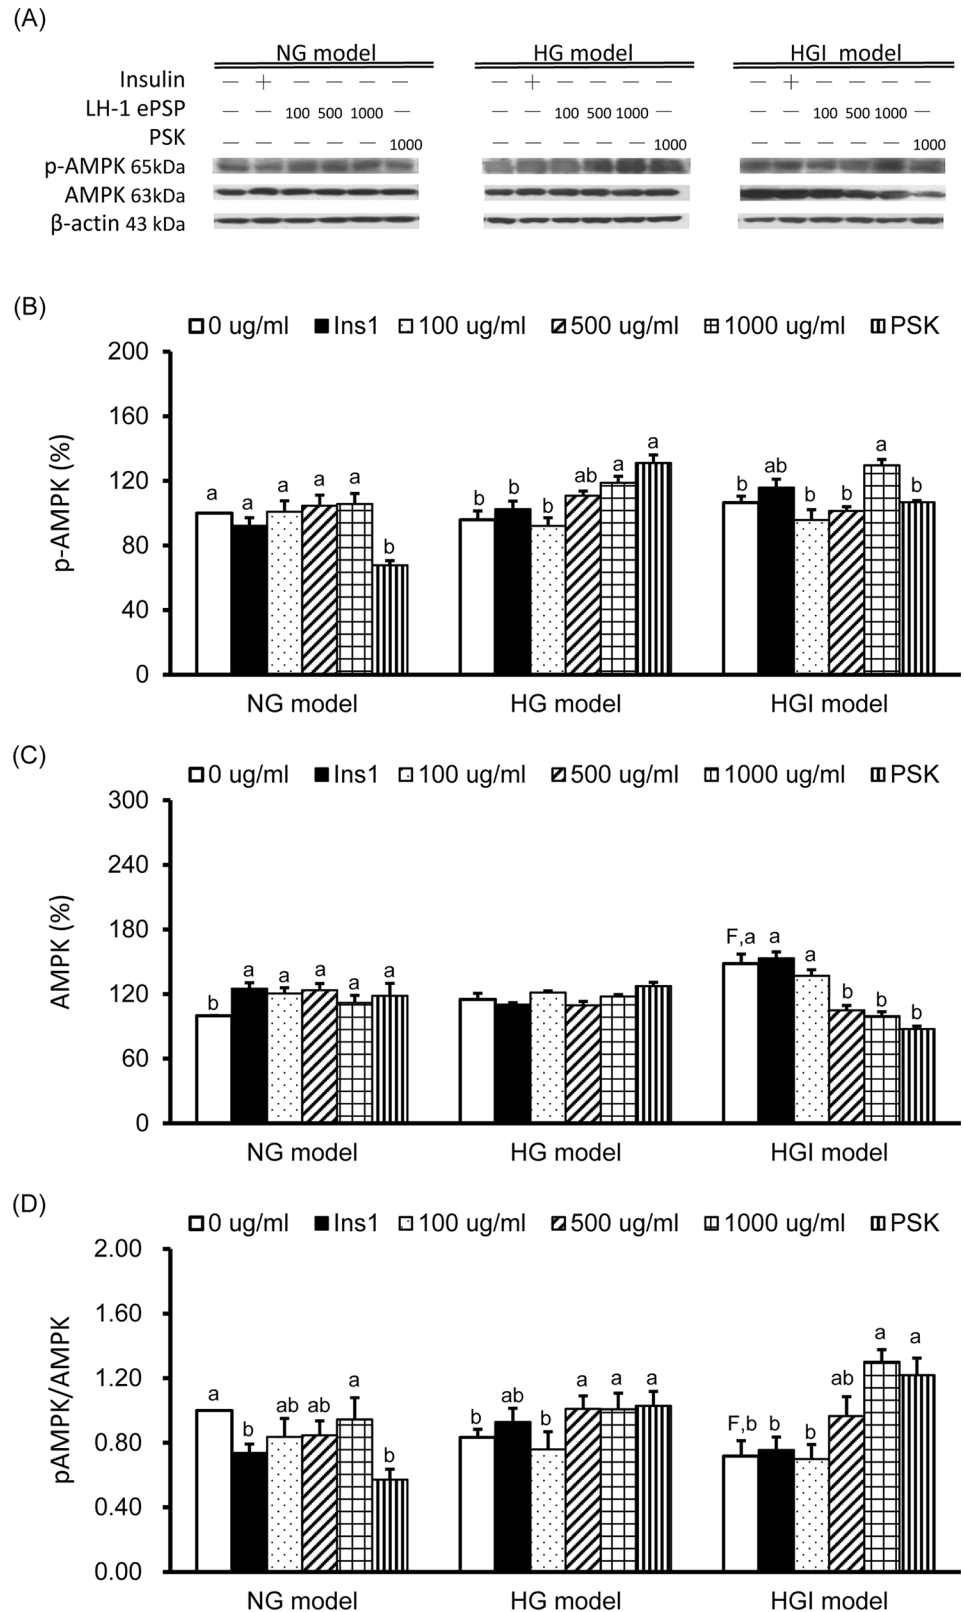 (A)
NG model HG model HGI model
Insulin — + — — — — — + — — — — — + — — — —
LH-1 ePSP — — 100 500 1000 — — — 100 500 1000 — — — 100 500 1000 —
PSK — — — — — 1000 — — — — — 1000 — — — — — 1000
p-AMPK 65kDa
AMPK 63kDa
β-actin 43 kDa
(B)
0 ug/ml Ins1 100 ug/ml 500 ug/ml 1000 ug/ml PSK
p-AMPK (%)
200
160
120
80
40
0
a a a a a b b b b ab a a b ab b b a b
NG model HG model HGI model
(C)
0 ug/ml Ins1 100 ug/ml 500 ug/ml 1000 ug/ml PSK
AMPK (%)
300
240
180
120
60
0
b a a a a a F,a a a b b b
NG model HG model HGI model
(D)
0 ug/ml Ins1 100 ug/ml 500 ug/ml 1000 ug/ml PSK
pAMPK/AMPK
2.00
1.60
1.20
0.80
0.40
0.00
a b ab ab a b b ab b a a a F,b b b ab a a
NG model HG model HGI model